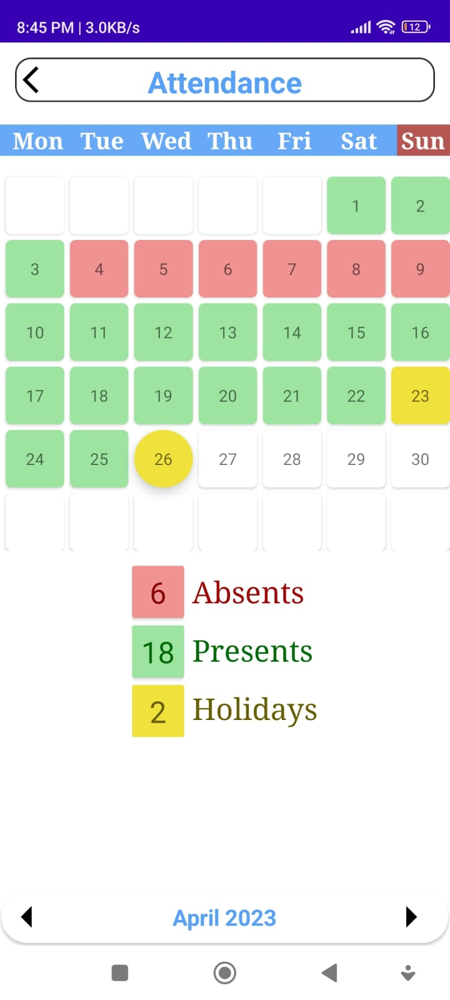 8:45 PM | 3.0KB/s 12
Attendance
Mon Tue Wed Thu Fri Sat Sun
1 2
3 4 5 6 7 8 9
10 11 12 13 14 15 16
17 18 19 20 21 22 23
24 25 26 27 28 29 30
6 Absents
18 Presents
2 Holidays
April 2023